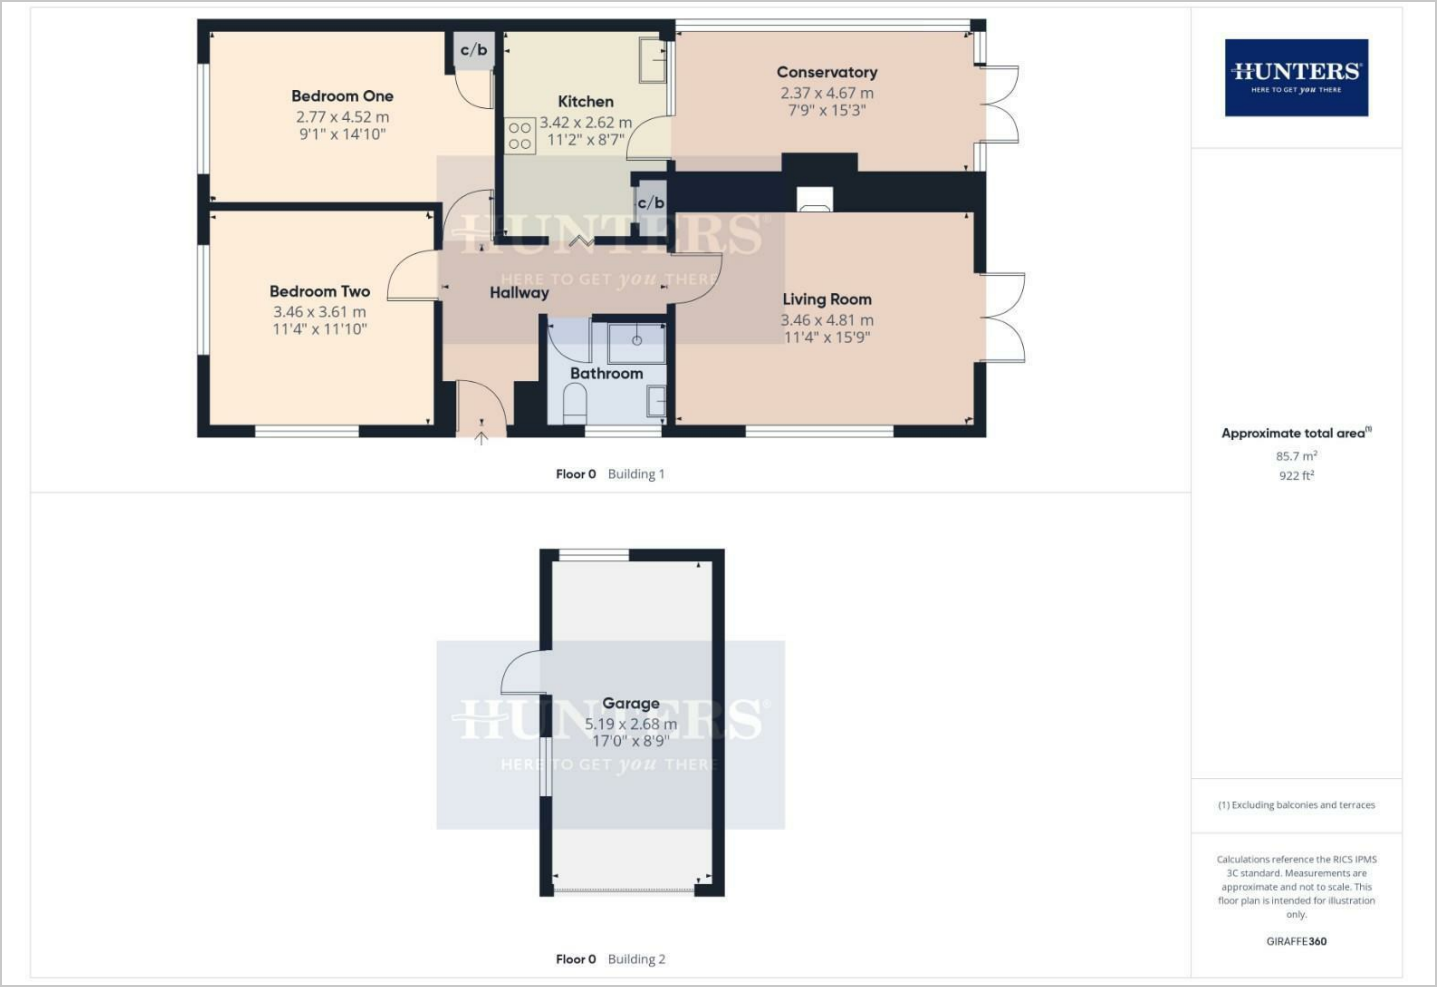 c/b
Bedroom One
2.77 x 4.52 m
9'1" x 14'10"
Kitchen
3.42 x 2.62 m
11'2" x 8'7"
Conservatory
2.37 x 4.67 m
7'9" x 15'3"
c/b
HUNTERS®
HERE TO GET you THERE
Bedroom Two
3.46 x 3.61 m
11'4" x 11'10"
Hallway
Living Room
3.46 x 4.81 m
11'4" x 15'9"
Bathroom
Floor 0 Building 1
Garage
5.19 x 2.68 m
17'0" x 8'9"
HUNTERS®
HERE TO GET you THERE
Floor 0 Building 2
HUNTERS®
HERE TO GET you THERE
Approximate total area(1)
85.7 m²
922 ft²
(1) Excluding balconies and terraces
Calculations reference the RICS IPMS
3C standard. Measurements are
approximate and not to scale. This
floor plan is intended for illustration
only.
GIRAFFE360